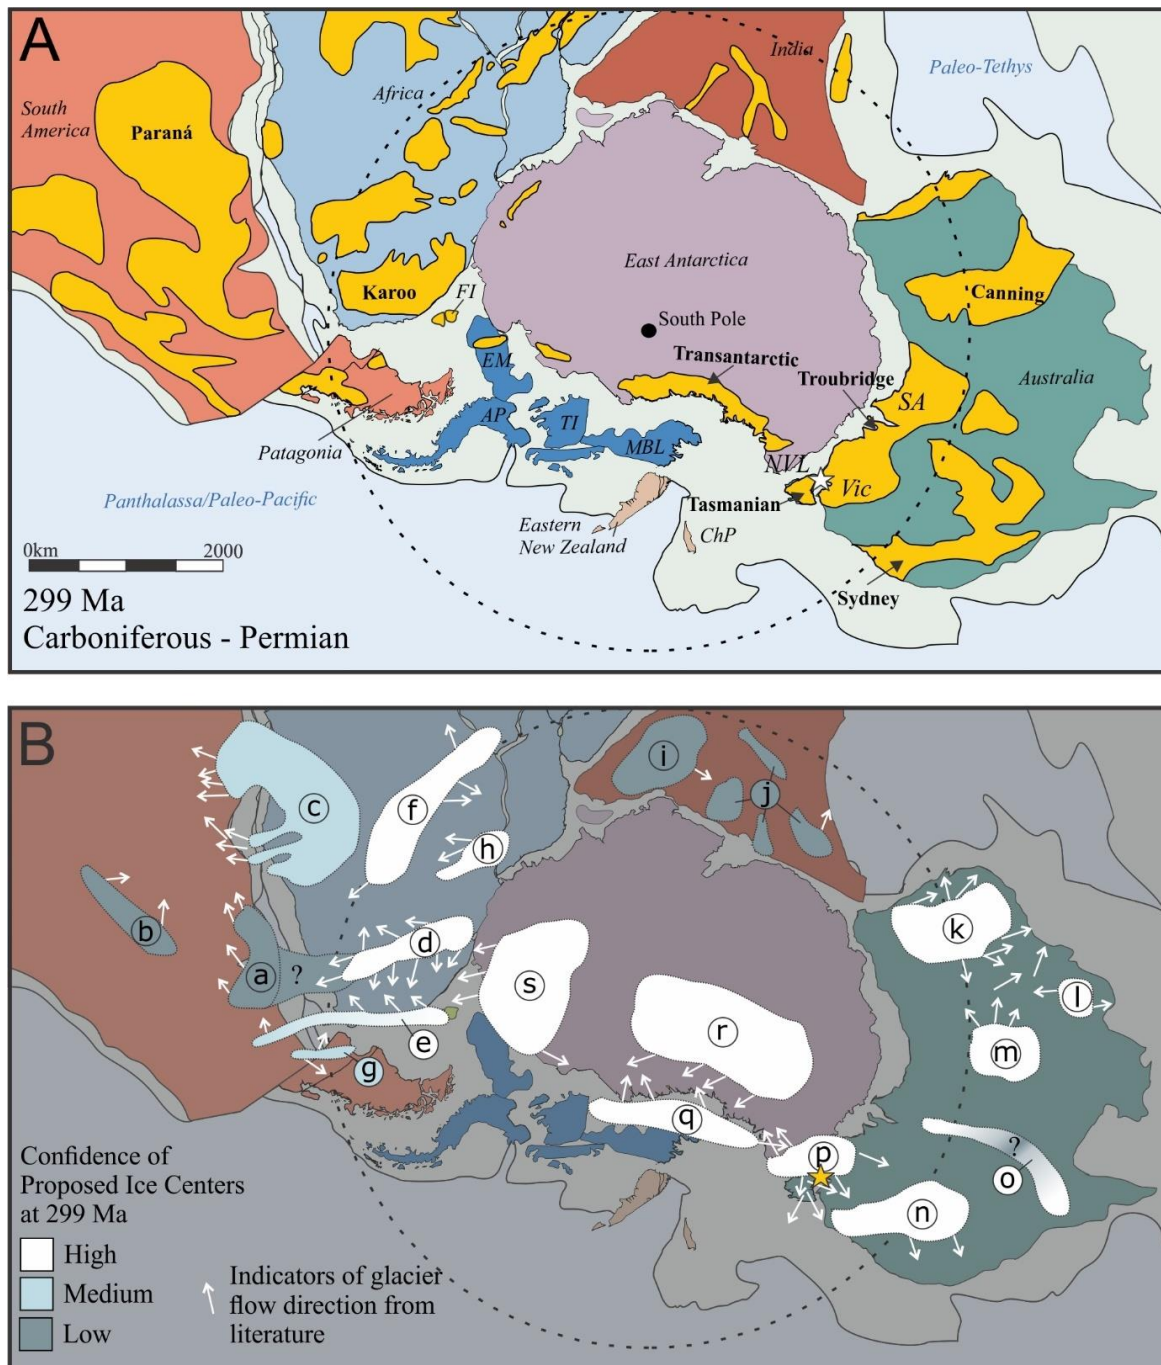 A
South
America
Paraná
Africa
India
Paleo-Tethys
Karoo
FI
East Antarctica
Canning
South Pole
EM
Transantarctic
Troubridge
Australia
SA
AP
TI
MBL
Patagonia
NVL
Vic
Panthalassa/Paleo-Pacific
Tasmanian
Eastern
New Zealand
ChP
Sydney
0km 2000
299 Ma
Carboniferous - Permian
B
i
j
c
f
h
k
b
d
a
?
s
l
r
e
m
g
q
p
?
o
n
Confidence of
Proposed Ice Centers
at 299 Ma
High
Medium
Low
Indicators of glacier
flow direction from
literature